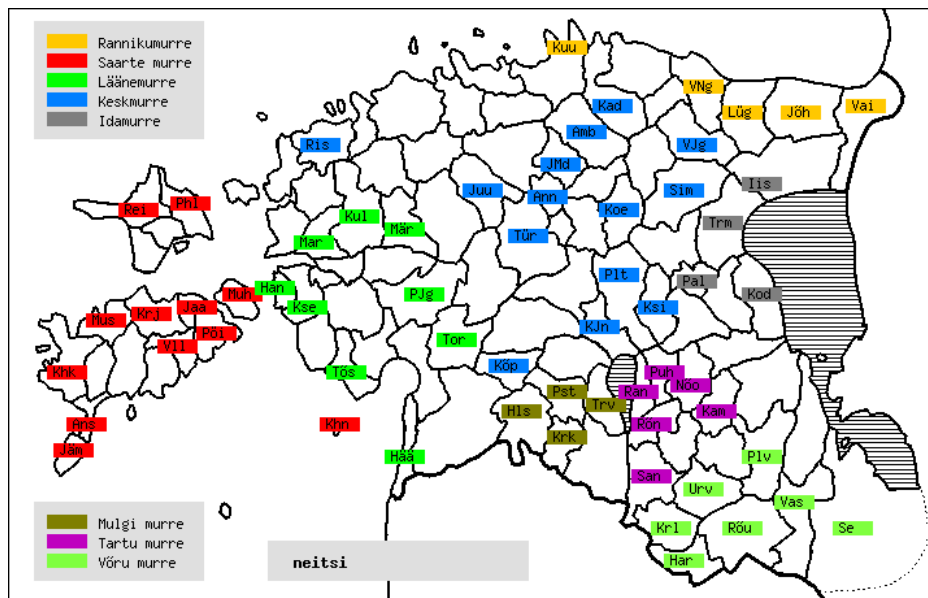 Rannikumurre
Saarte murre
Läänemurre
Keskmurre
Idamurre
Kuu
VNg
Lüg
Jõh
Vai
Kad
Amb
VJg
Ris
JMd
Iis
Juu
Ann
Sim
Rei
Phl
Kul
Mär
Koe
Trm
Mar
Tür
Han
Muh
Kse
PJg
Plt
Pal
Kod
Ksi
Mus
Krj
Jaa
Pöi
Vll
KJn
Tor
Khk
Tõs
Kõp
Puh
Nõo
Ran
Pst
Trv
Hls
Kam
Ans
Khn
Rõn
Krk
Jäm
Hää
Plv
San
Urv
Vas
Krl
Rõu
Se
Har
Mulgi murre
Tartu murre
Võru murre
neitsi